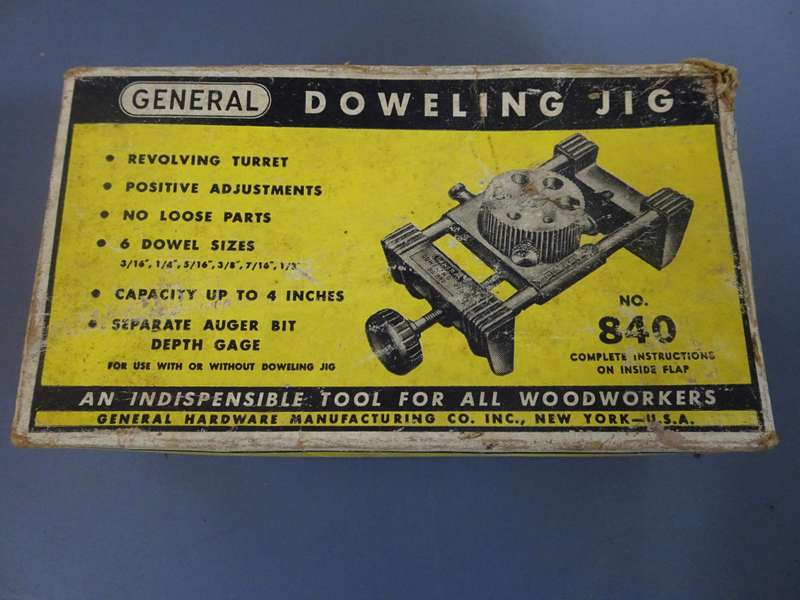 GENERAL DOWELING JIG
• REVOLVING TURRET
• POSITIVE ADJUSTMENTS
• NO LOOSE PARTS
• 6 DOWEL SIZES
3/16", 1/4", 5/16", 3/8", 7/16",
• CAPACITY UP TO 4 INCHES
• SEPARATE AUGER BIT
DEPTH GAGE
FOR USE WITH OR WITHOUT DOWELING JIG
NO.
840
COMPLETE INSTRUCTIONS
ON INSIDE FLAP
AN INDISPENSIBLE TOOL FOR ALL WOODWORKERS
GENERAL HARDWARE MANUFACTURING CO. INC., NEW YORK—U.S.A.